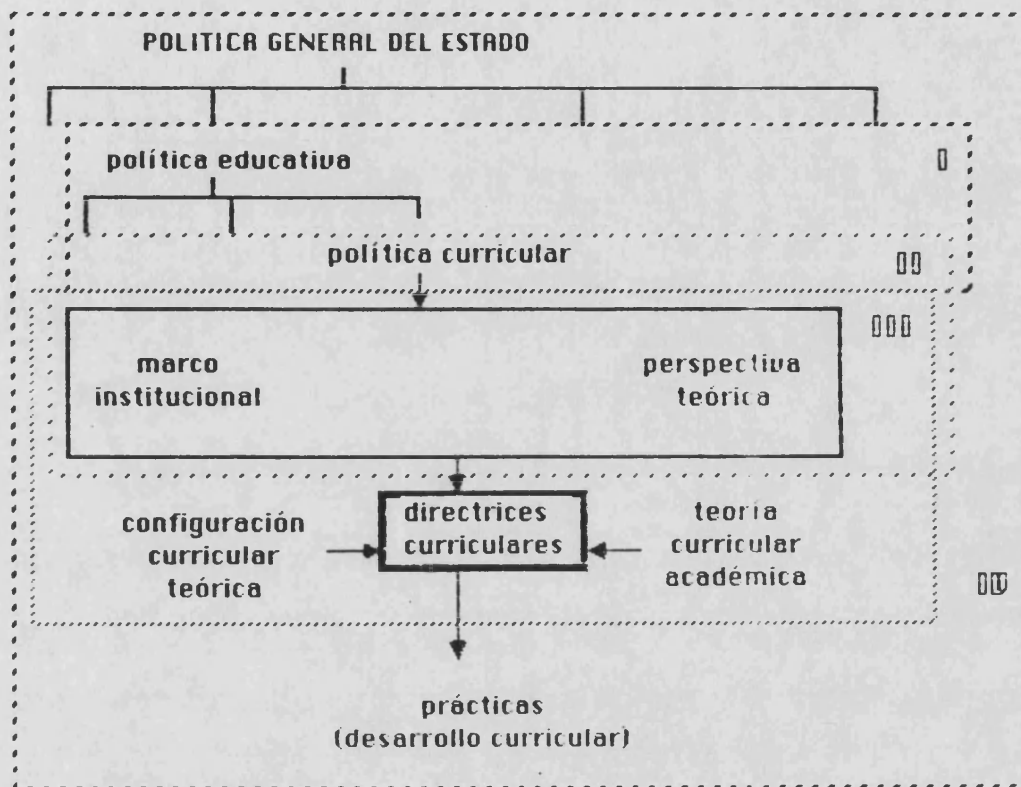 POLITICA GENERAL DEL ESTADO
política educativa
I
política curricular
II
III
marco
institucional
perspectiva
teórica
configuración
curricular
teórica
directrices
curriculares
teoría
curricular
académica
IV
prácticas
(desarrollo curricular)